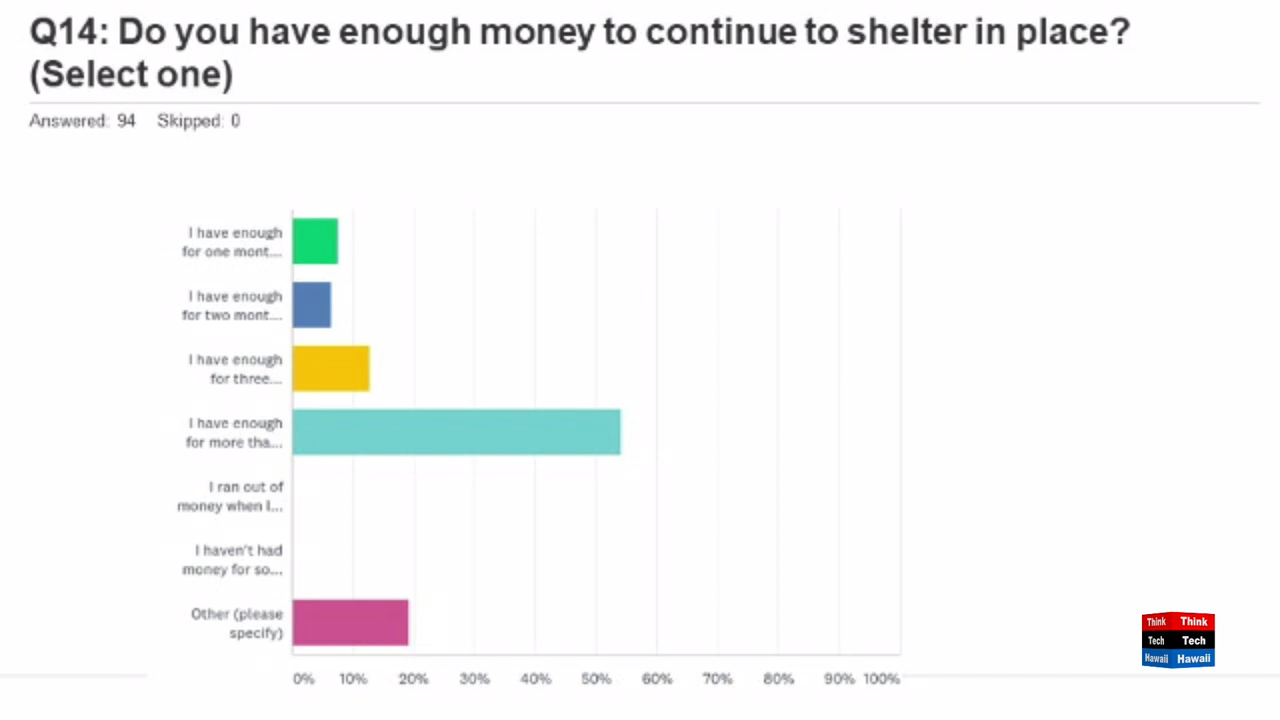 Q14: Do you have enough money to continue to shelter in place?
(Select one)
Answered: 94 Skipped: 0
I have enough
for one mont...
I have enough
for two mont...
I have enough
for three...
I have enough
for more tha...
I ran out of
money when I...
I haven't had
money for so...
Other (please
specify)
0% 10% 20% 30% 40% 50% 60% 70% 80% 90% 100%
Think Think
Tech Tech
Hawaii Hawaii